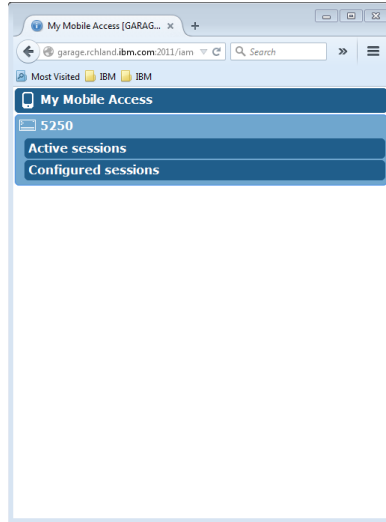 My Mobile Access [GARAG... × +
garage.rchland.ibm.com:2011/iam Search »
Most Visited IBM IBM
My Mobile Access
5250
Active sessions
Configured sessions